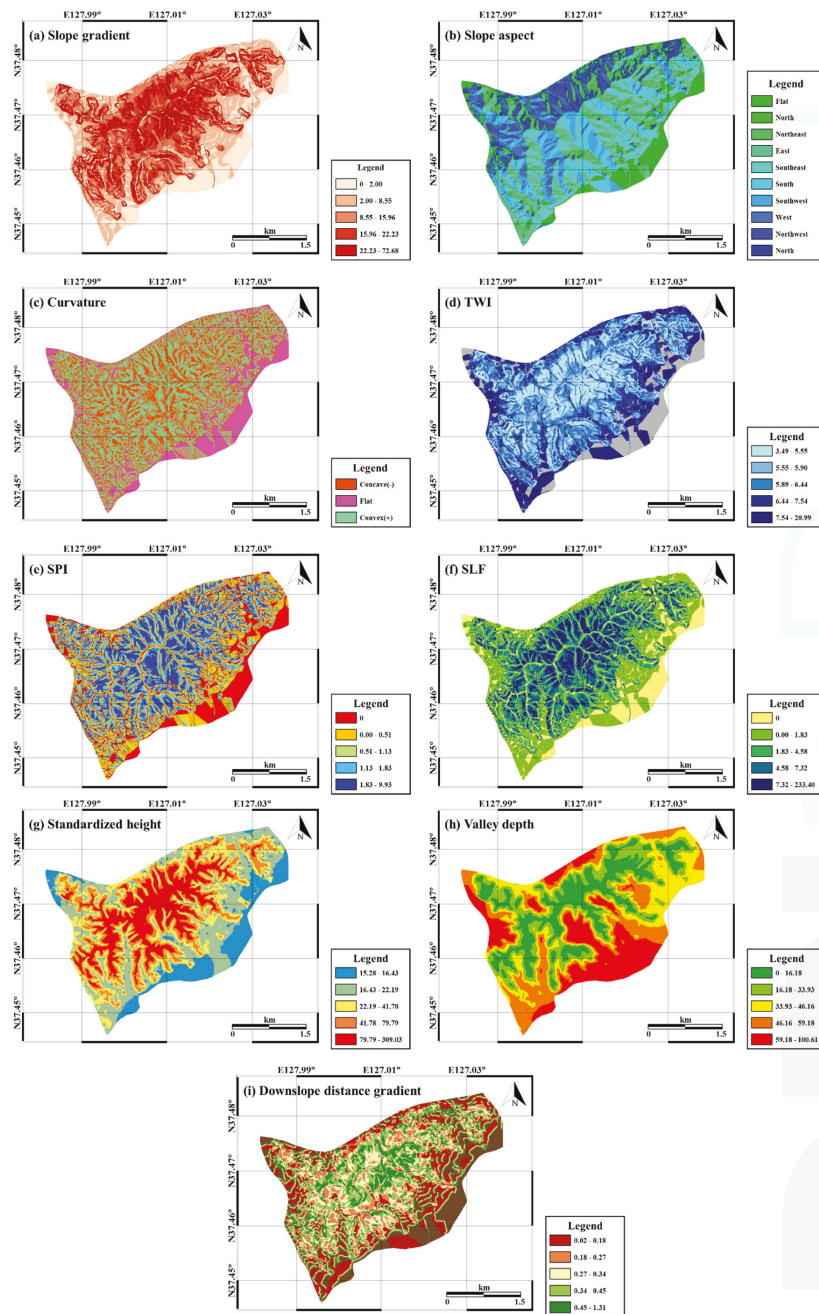 E127.99° E127.01° E127.03°
(a) Slope gradient
N
N37.48°
N37.47°
N37.46°
N37.45°
Legend
0 - 2.00
2.00 - 8.55
8.55 - 15.96
15.96 - 22.23
22.23 - 72.68
km
0 1.5
E127.99° E127.01° E127.03°
(b) Slope aspect
N
N37.48°
N37.47°
N37.46°
N37.45°
Legend
Flat
North
Northeast
East
Southeast
South
Southwest
West
Northwest
North
km
0 1.5
E127.99° E127.01° E127.03°
(c) Curvature
N
N37.48°
N37.47°
N37.46°
N37.45°
Legend
Concave(-)
Flat
Convex(+)
km
0 1.5
E127.99° E127.01° E127.03°
(d) TWI
N
N37.48°
N37.47°
N37.46°
N37.45°
Legend
3.49 - 5.55
5.55 - 5.90
5.89 - 6.44
6.44 - 7.54
7.54 - 20.99
km
0 1.5
E127.99° E127.01° E127.03°
(e) SPI
N
N37.48°
N37.47°
N37.46°
N37.45°
Legend
0
0.00 - 0.51
0.51 - 1.13
1.13 - 1.83
1.83 - 9.93
km
0 1.5
E127.99° E127.01° E127.03°
(f) SLF
N
N37.48°
N37.47°
N37.46°
N37.45°
Legend
0
0.00 - 1.83
1.83 - 4.58
4.58 - 7.32
7.32 - 233.40
km
0 1.5
E127.99° E127.01° E127.03°
(g) Standardized height
N
N37.48°
N37.47°
N37.46°
N37.45°
Legend
15.28 - 16.43
16.43 - 22.19
22.19 - 41.78
41.78 - 79.79
79.79 - 309.03
km
0 1.5
E127.99° E127.01° E127.03°
(h) Valley depth
N
N37.48°
N37.47°
N37.46°
N37.45°
Legend
0 - 16.18
16.18 - 33.93
33.93 - 46.16
46.16 - 59.18
59.18 - 100.61
km
0 1.5
E127.99° E127.01° E127.03°
(i) Downslope distance gradient
N
N37.48°
N37.47°
N37.46°
N37.45°
Legend
0.02 - 0.18
0.18 - 0.27
0.27 - 0.34
0.34 - 0.45
0.45 - 1.31
km
0 1.5